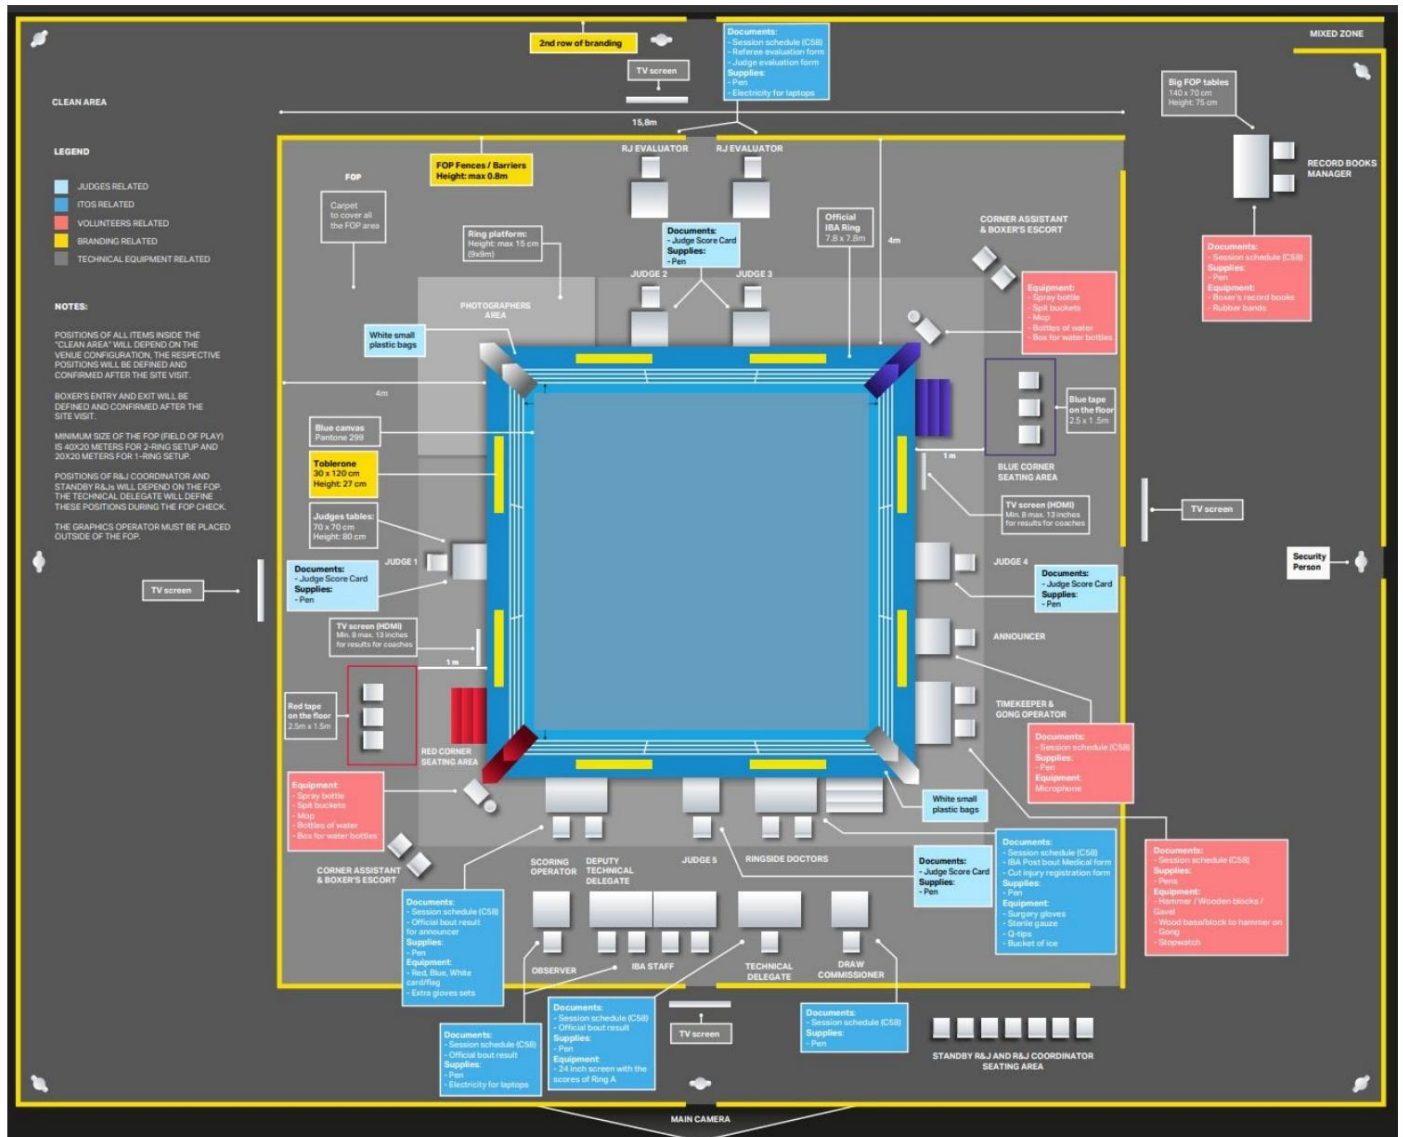 2nd row of branding
TV screen
Documents:
- Session schedule (C5B)
- Referee evaluation form
- Judge evaluation form
Supplies:
- Pen
- Electricity for laptops
MIXED ZONE
CLEAN AREA
15,8m
Big FOP tables
140 x 70 cm
Height: 75 cm
RECORD BOOKS
MANAGER
Documents:
- Session schedule (C5B)
Supplies:
- Pen
Equipment:
- Boxer's record books
- Rubber bands
LEGEND
JUDGES RELATED
ITOS RELATED
VOLUNTEERS RELATED
BRANDING RELATED
TECHNICAL EQUIPMENT RELATED
NOTES:
POSITIONS OF ALL ITEMS INSIDE THE
"CLEAN AREA" WILL DEPEND ON THE
VENUE CONFIGURATION, THE RESPECTIVE
POSITIONS WILL BE DEFINED AND
CONFIRMED AFTER THE SITE VISIT.
BOXER'S ENTRY AND EXIT WILL BE
DEFINED AND CONFIRMED AFTER THE
SITE VISIT.
MINIMUM SIZE OF THE FOP (FIELD OF PLAY)
IS 40X20 METERS FOR 2-RING SETUP AND
20X20 METERS FOR 1-RING SETUP.
POSITIONS OF R&J COORDINATOR AND
STANDBY R&Js WILL DEPEND ON THE FOP.
THE TECHNICAL DELEGATE WILL DEFINE
THESE POSITIONS DURING THE FOP CHECK.
THE GRAPHICS OPERATOR MUST BE PLACED
OUTSIDE OF THE FOP.
FOP
Carpet
to cover all
the FOP area
FOP Fences / Barriers
Height: max 0.8m
RJ EVALUATOR
RJ EVALUATOR
Ring platform:
Height: max 15 cm
(9x9m)
Documents:
- Judge Score Card
Supplies:
- Pen
Official
IBA Ring
7.8 x 7.8m
4m
CORNER ASSISTANT
& BOXER'S ESCORT
Equipment:
- Spray bottle
- Spit buckets
- Mop
- Bottles of water
- Box for water bottles
JUDGE 2
JUDGE 3
PHOTOGRAPHERS
AREA
White small
plastic bags
4m
Blue canvas
Pantone 299
Toblerone
30 x 120 cm
Height: 27 cm
Judges tables:
70 x 70 cm
Height: 80 cm
JUDGE 1
Documents:
- Judge Score Card
Supplies:
- Pen
TV screen
TV screen (HDMI)
Min. 8 max. 13 inches
for results for coaches
1 m
Red tape
on the floor
2.5m x 1.5m
RED CORNER
SEATING AREA
Equipment:
- Spray bottle
- Spit buckets
- Mop
- Bottles of water
- Box for water bottles
CORNER ASSISTANT
& BOXER'S ESCORT
Blue tape
on the floor
2.5 x 1 .5m
1 m
BLUE CORNER
SEATING AREA
TV screen (HDMI)
Min. 8 max. 13 inches
for results for coaches
TV screen
Security
Person
JUDGE 4
Documents:
- Judge Score Card
Supplies:
- Pen
ANNOUNCER
TIMEKEEPER &
GONG OPERATOR
Documents:
- Session schedule (C5B)
Supplies:
- Pen
Equipment:
Microphone
White small
plastic bags
SCORING
OPERATOR
DEPUTY
TECHNICAL
DELEGATE
JUDGE 5
RINGSIDE DOCTORS
Documents:
- Judge Score Card
Supplies:
- Pen
Documents:
- Session schedule (C5B)
- IBA Post bout Medical form
- Cut injury registration form
Supplies:
- Pen
Equipment:
- Surgery gloves
- Sterile gauze
- Q-tips
- Bucket of ice
Documents:
- Session schedule (C5B)
Supplies:
- Pens
Equipment:
- Hammer / Wooden blocks /
Gavel
- Wood base/block to hammer on
- Gong
- Stopwatch
Documents:
- Session schedule (C5B)
- Official bout result
for announcer
Supplies:
- Pen
Equipment:
- Red, Blue, White
card/flag
- Extra gloves sets
OBSERVER
IBA STAFF
TECHNICAL
DELEGATE
DRAW
COMMISSIONER
Documents:
- Session schedule (C5B)
- Official bout result
Supplies:
- Pen
- Electricity for laptops
Documents:
- Session schedule (C5B)
- Official bout result
Supplies:
- Pen
Equipment:
- 24 inch screen with the
scores of Ring A
TV screen
Documents:
- Session schedule (C5B)
Supplies:
- Pen
STANDBY R&J AND R&J COORDINATOR
SEATING AREA
MAIN CAMERA